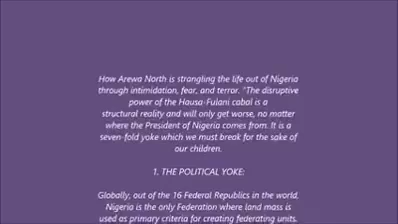 How Arewa North is strangling the life out of Nigeria
through intimidation, fear, and terror. "The disruptive
power of the Hausa-Fulani cabal is a
structural reality and will only get worse, no matter
where the President of Nigeria comes from. It is a
seven-fold yoke which we must break for the sake of
our children.
1. THE POLITICAL YOKE:
Globally, out of the 16 Federal Republics in the world,
Nigeria is the only Federation where land mass is
used as primary criteria for creating federating units.